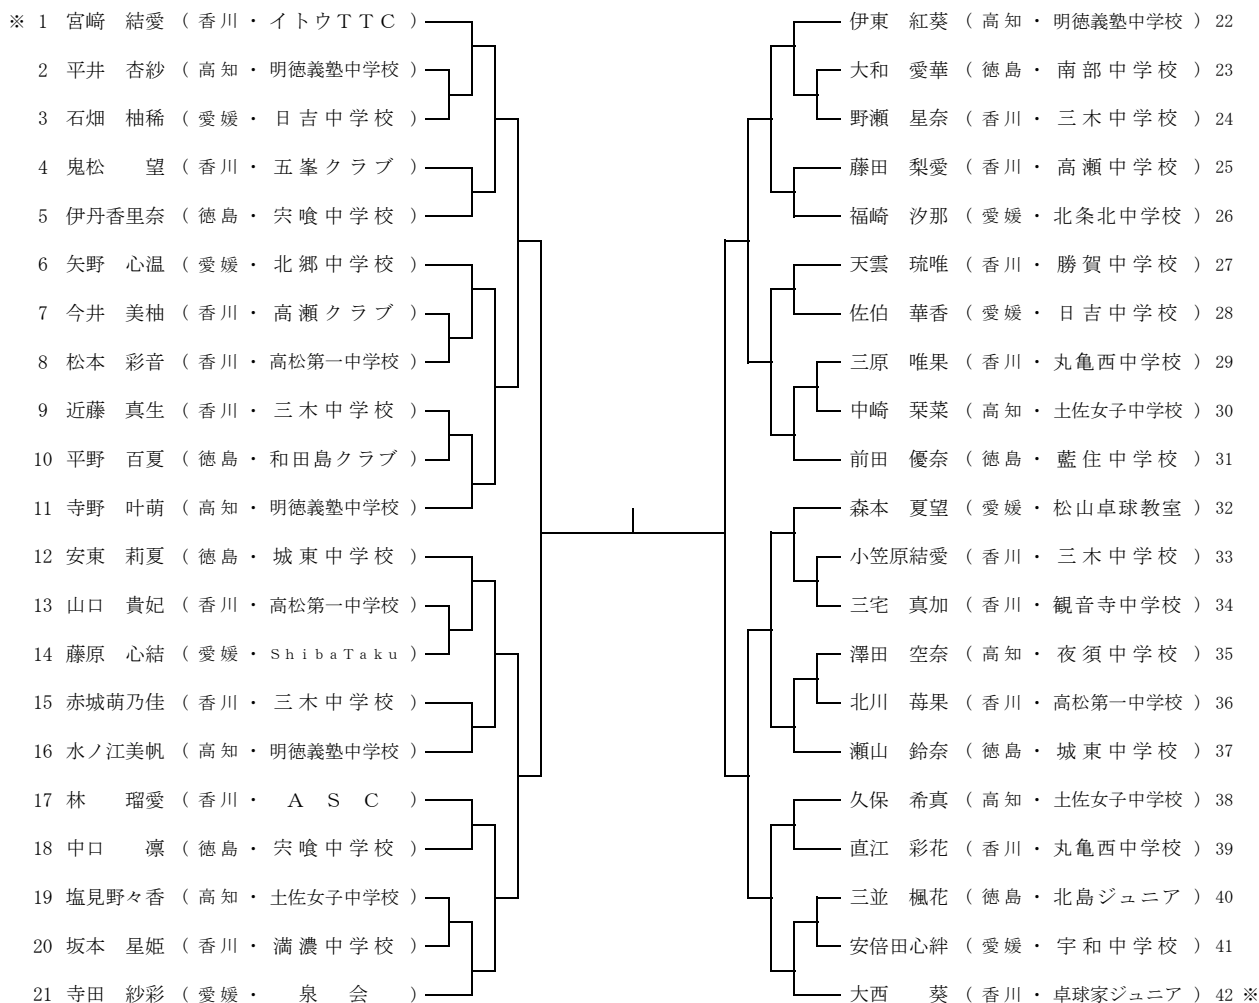 ※ 1 宮﨑 結愛 ( 香川 ・ イトウTTC )
2 平井 杏紗 ( 高知 ・ 明徳義塾中学校 )
3 石畑 柚稀 ( 愛媛 ・ 日吉中学校 )
4 鬼松 望 ( 香川 ・ 五峯クラブ )
5 伊丹香里奈 ( 徳島 ・ 宍喰中学校 )
6 矢野 心温 ( 愛媛 ・ 北郷中学校 )
7 今井 美柚 ( 香川 ・ 高瀬クラブ )
8 松本 彩音 ( 香川 ・ 高松第一中学校 )
9 近藤 真生 ( 香川 ・ 三木中学校 )
10 平野 百夏 ( 徳島 ・ 和田島クラブ )
11 寺野 叶萌 ( 高知 ・ 明徳義塾中学校 )
12 安東 莉夏 ( 徳島 ・ 城東中学校 )
13 山口 貴妃 ( 香川 ・ 高松第一中学校 )
14 藤原 心結 ( 愛媛 ・ ShibaTaku )
15 赤城萌乃佳 ( 香川 ・ 三木中学校 )
16 水ノ江美帆 ( 高知 ・ 明徳義塾中学校 )
17 林 瑠愛 ( 香川 ・ ASC )
18 中口 凛 ( 徳島 ・ 宍喰中学校 )
19 塩見野々香 ( 高知 ・ 土佐女子中学校 )
20 坂本 星姫 ( 香川 ・ 満濃中学校 )
21 寺田 紗彩 ( 愛媛 ・ 泉会 )
伊東 紅葵 ( 高知 ・ 明徳義塾中学校 ) 22
大和 愛華 ( 徳島 ・ 南部中学校 ) 23
野瀬 星奈 ( 香川 ・ 三木中学校 ) 24
藤田 梨愛 ( 香川 ・ 高瀬中学校 ) 25
福崎 汐那 ( 愛媛 ・ 北条北中学校 ) 26
天雲 琉唯 ( 香川 ・ 勝賀中学校 ) 27
佐伯 華香 ( 愛媛 ・ 日吉中学校 ) 28
三原 唯果 ( 香川 ・ 丸亀西中学校 ) 29
中崎 栞菜 ( 高知 ・ 土佐女子中学校 ) 30
前田 優奈 ( 徳島 ・ 藍住中学校 ) 31
森本 夏望 ( 愛媛 ・ 松山卓球教室 ) 32
小笠原結愛 ( 香川 ・ 三木中学校 ) 33
三宅 真加 ( 香川 ・ 観音寺中学校 ) 34
澤田 空奈 ( 高知 ・ 夜須中学校 ) 35
北川 苺果 ( 香川 ・ 高松第一中学校 ) 36
瀬山 鈴奈 ( 徳島 ・ 城東中学校 ) 37
久保 希真 ( 高知 ・ 土佐女子中学校 ) 38
直江 彩花 ( 香川 ・ 丸亀西中学校 ) 39
三並 楓花 ( 徳島 ・ 北島ジュニア ) 40
安倍田心絆 ( 愛媛 ・ 宇和中学校 ) 41
大西 葵 ( 香川 ・ 卓球家ジュニア ) 42 ※